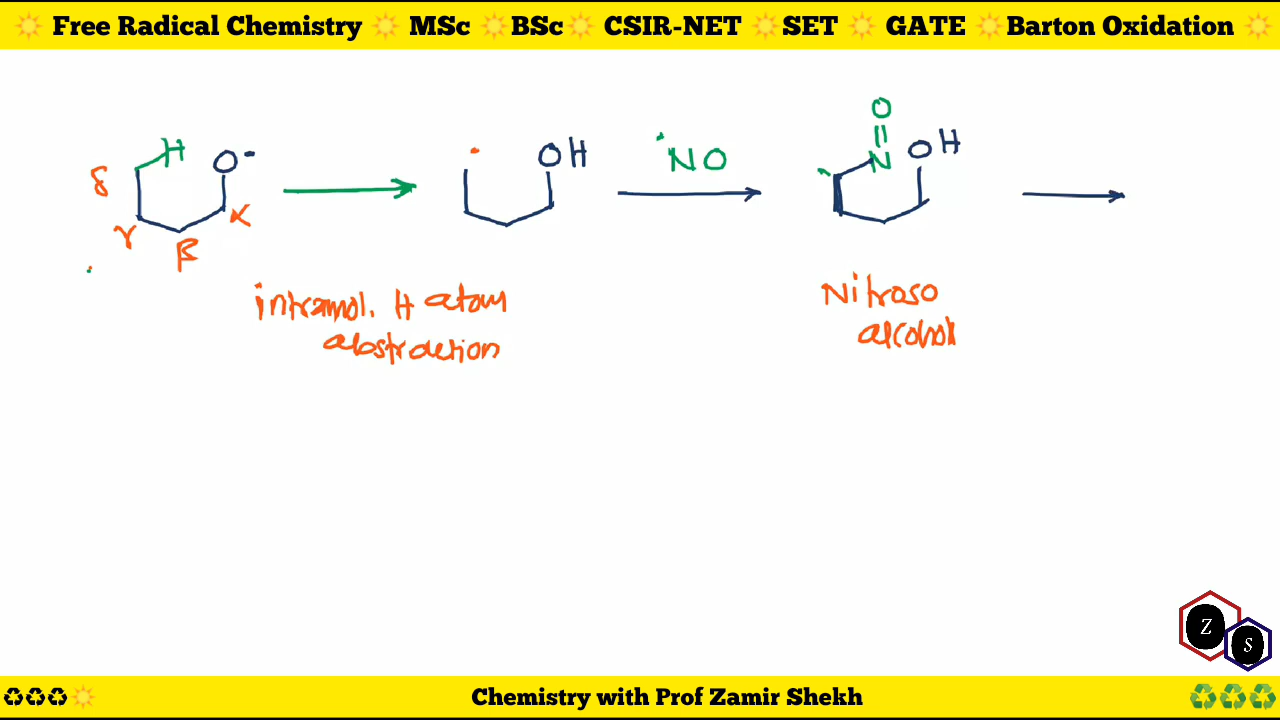 Free Radical Chemistry MSc BSc CSIR-NET SET GATE Barton Oxidation
H O•
δ
γ β α
• OH
•NO
O
N OH
intramol. H atom
abstraction
Nitroso
alcohol
Z
S
Chemistry with Prof Zamir Shekh